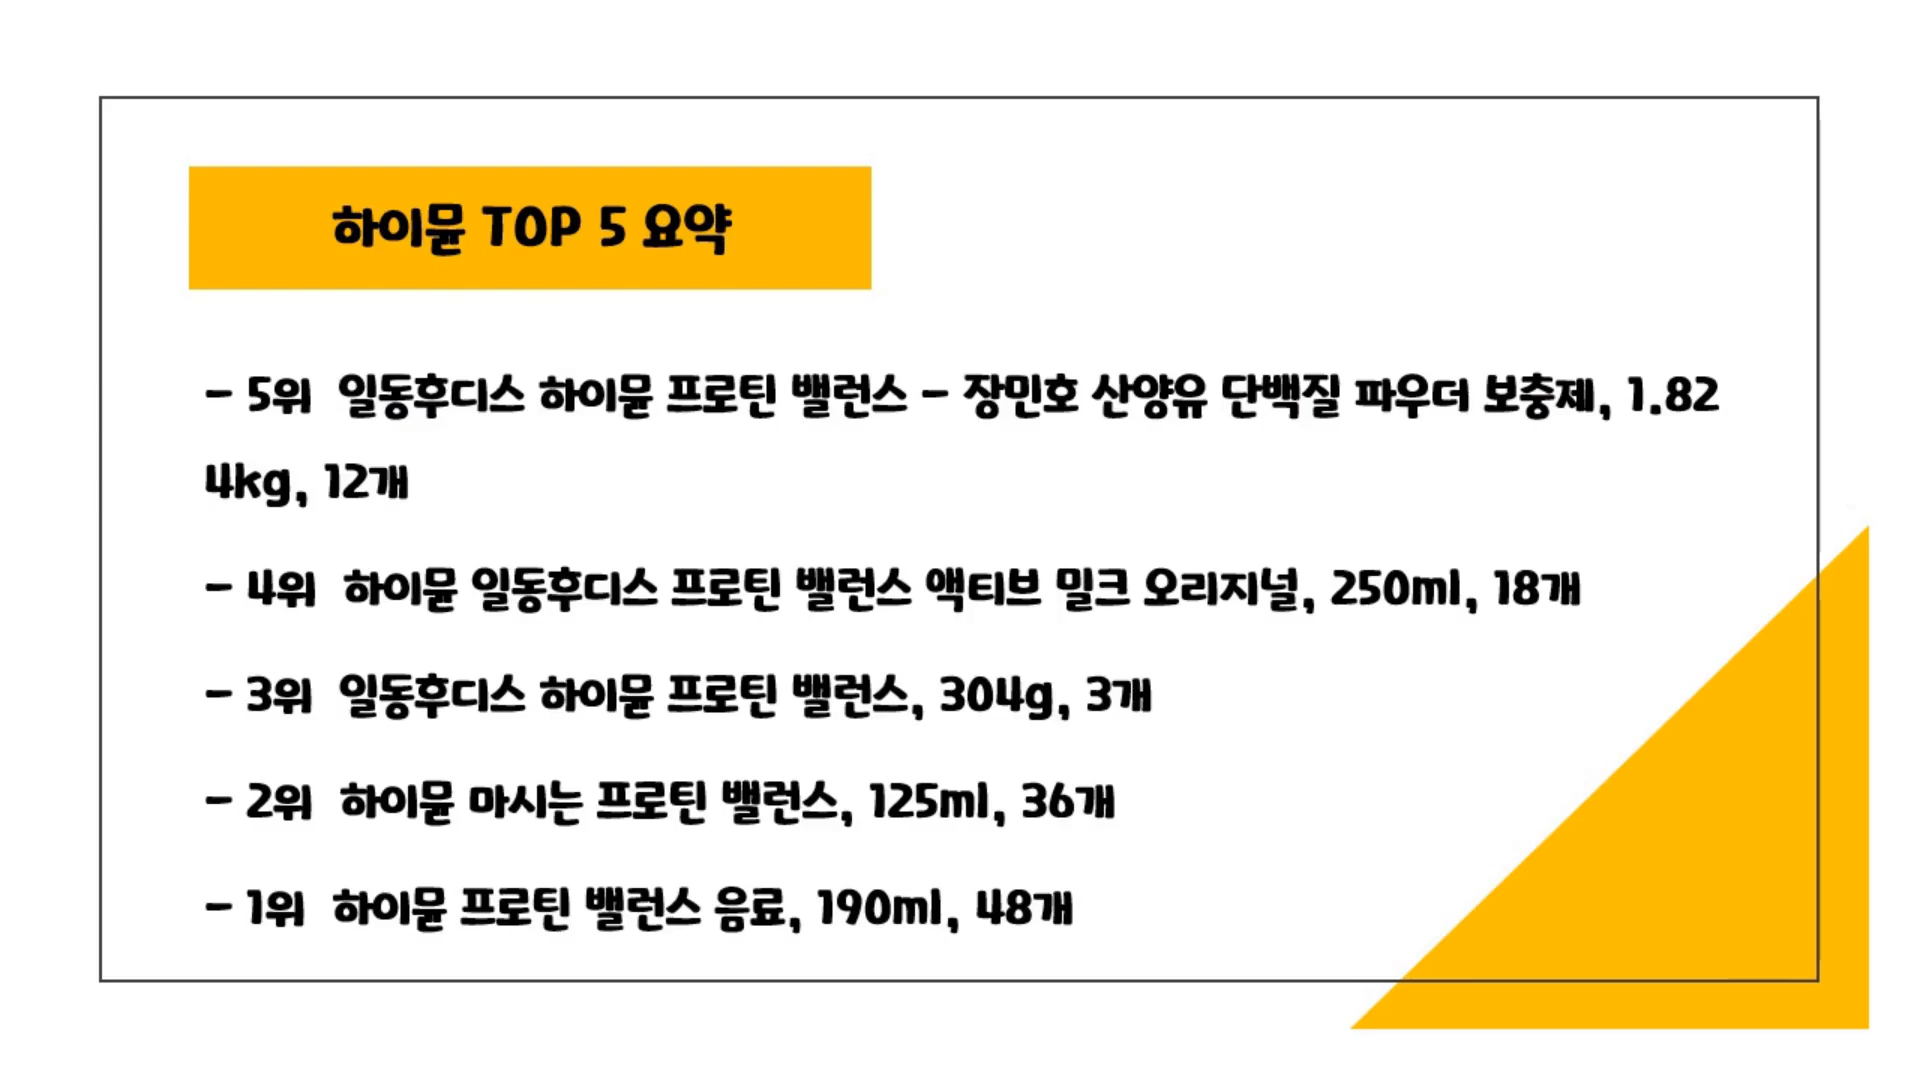 하이뮨 TOP 5 요약
- 5위 일동후디스 하이뮨 프로틴 밸런스 - 장민호 산양유 단백질 파우더 보충제, 1.82
4kg, 12개
- 4위 하이뮨 일동후디스 프로틴 밸런스 액티브 밀크 오리지널, 250ml, 18개
- 3위 일동후디스 하이뮨 프로틴 밸런스, 304g, 3개
- 2위 하이뮨 마시는 프로틴 밸런스, 125ml, 36개
- 1위 하이뮨 프로틴 밸런스 음료, 190ml, 48개